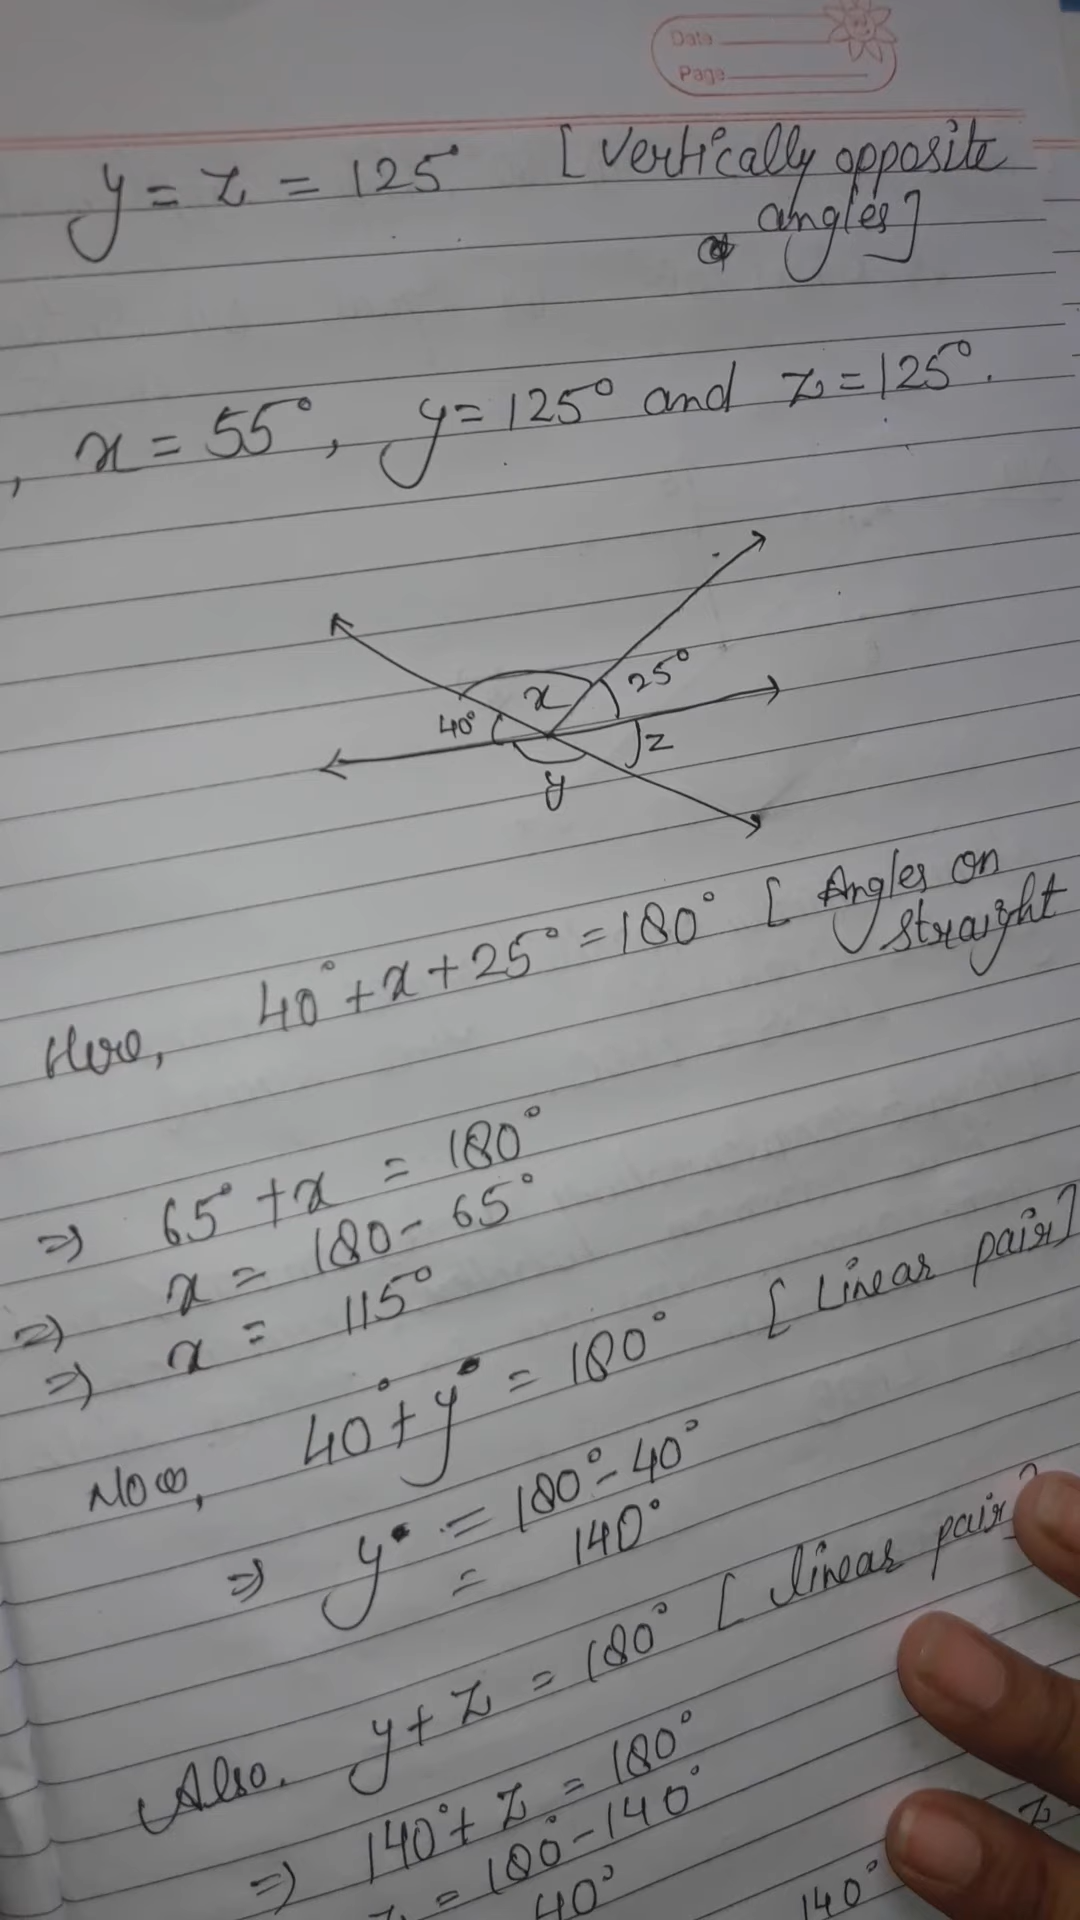 Date
Page
y = z = 125° [Vertically opposite
angles]
, x = 55°, y = 125° and z = 125°.
x
25°
40°
z
y
Here, 40° + x + 25° = 180° [Angles on
straight
⇒ 65° + x = 180°
⇒ x = 180 - 65°
⇒ x = 115°
Now, 40° + y = 180° [Linear pair]
⇒ y = 180° - 40°
= 140°
Also, y + z = 180° [linear pair]
⇒ 140° + z = 180°
z = 180° - 140°
40°
140°
z